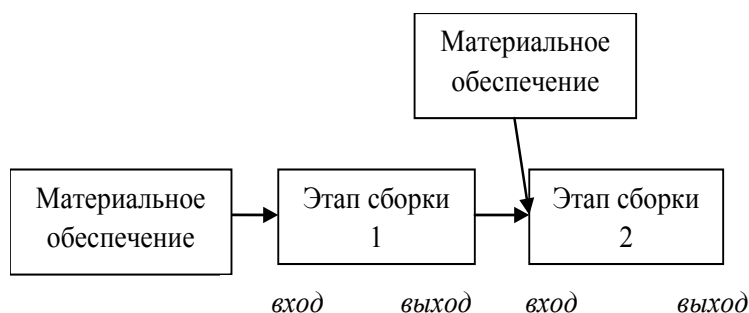 Материальное
обеспечение
Материальное
обеспечение
Этап сборки
1
Этап сборки
2
вход выход вход выход